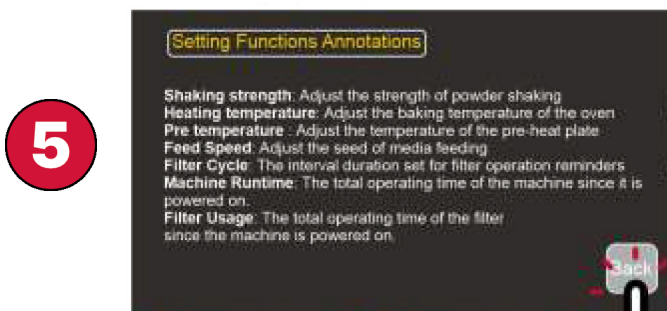 Setting Functions Annotations
5
Shaking strength: Adjust the strength of powder shaking
Heating temperature: Adjust the baking temperature of the oven
Pre temperature : Adjust the temperature of the pre-heat plate
Feed Speed: Adjust the seed of media feeding
Filter Cycle: The interval duration set for filter operation reminders
Machine Runtime: The total operating time of the machine since it is
powered on.
Filter Usage: The total operating time of the filter
since the machine is powered on.
Back